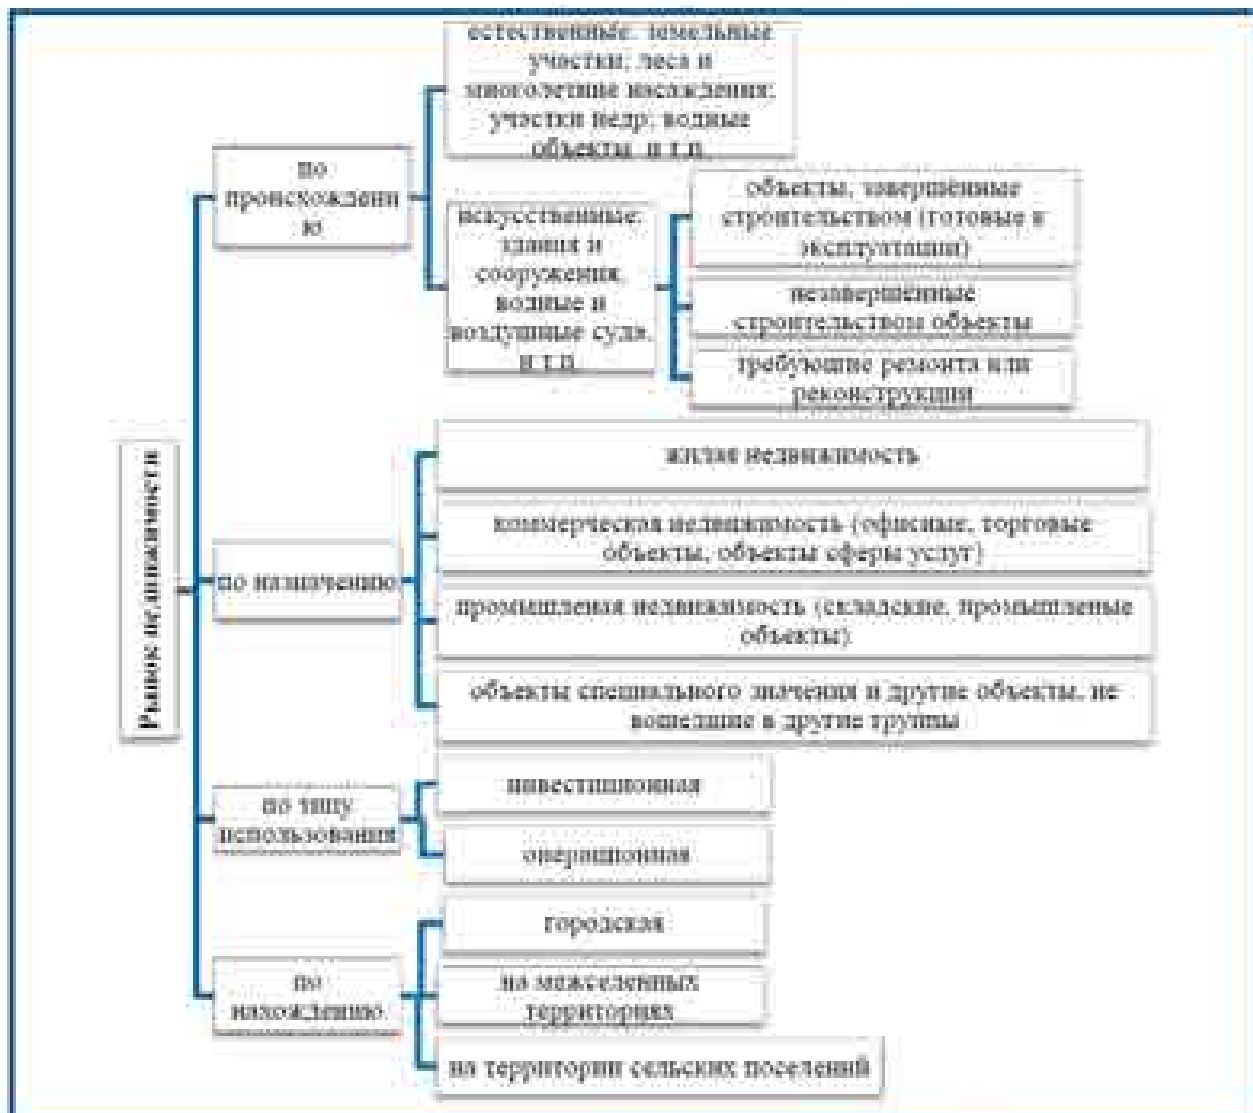 Рынок недвижимости
по
происхождени
ю
естественные: земельные
участки, леса и
многолетние насаждения;
участки недр, водные
объекты и т.п.
искусственные:
здания и
сооружения,
водные и
воздушные суда,
и т.п.
объекты, завершённые
строительством (готовые к
эксплуатации)
незавершённые
строительством объекты
требующие ремонта или
реконструкции
по назначению
жилая недвижимость
коммерческая недвижимость (офисные, торговые
объекты, объекты сферы услуг)
промышленая недвижимость (складские, промышленые
объекты)
объекты специального значения и другие объекты, не
вошедшие в другие группы
по типу
использования
инвестиционная
операционная
по
нахождению
городская
на межселенных
территориях
на территории сельских поселений